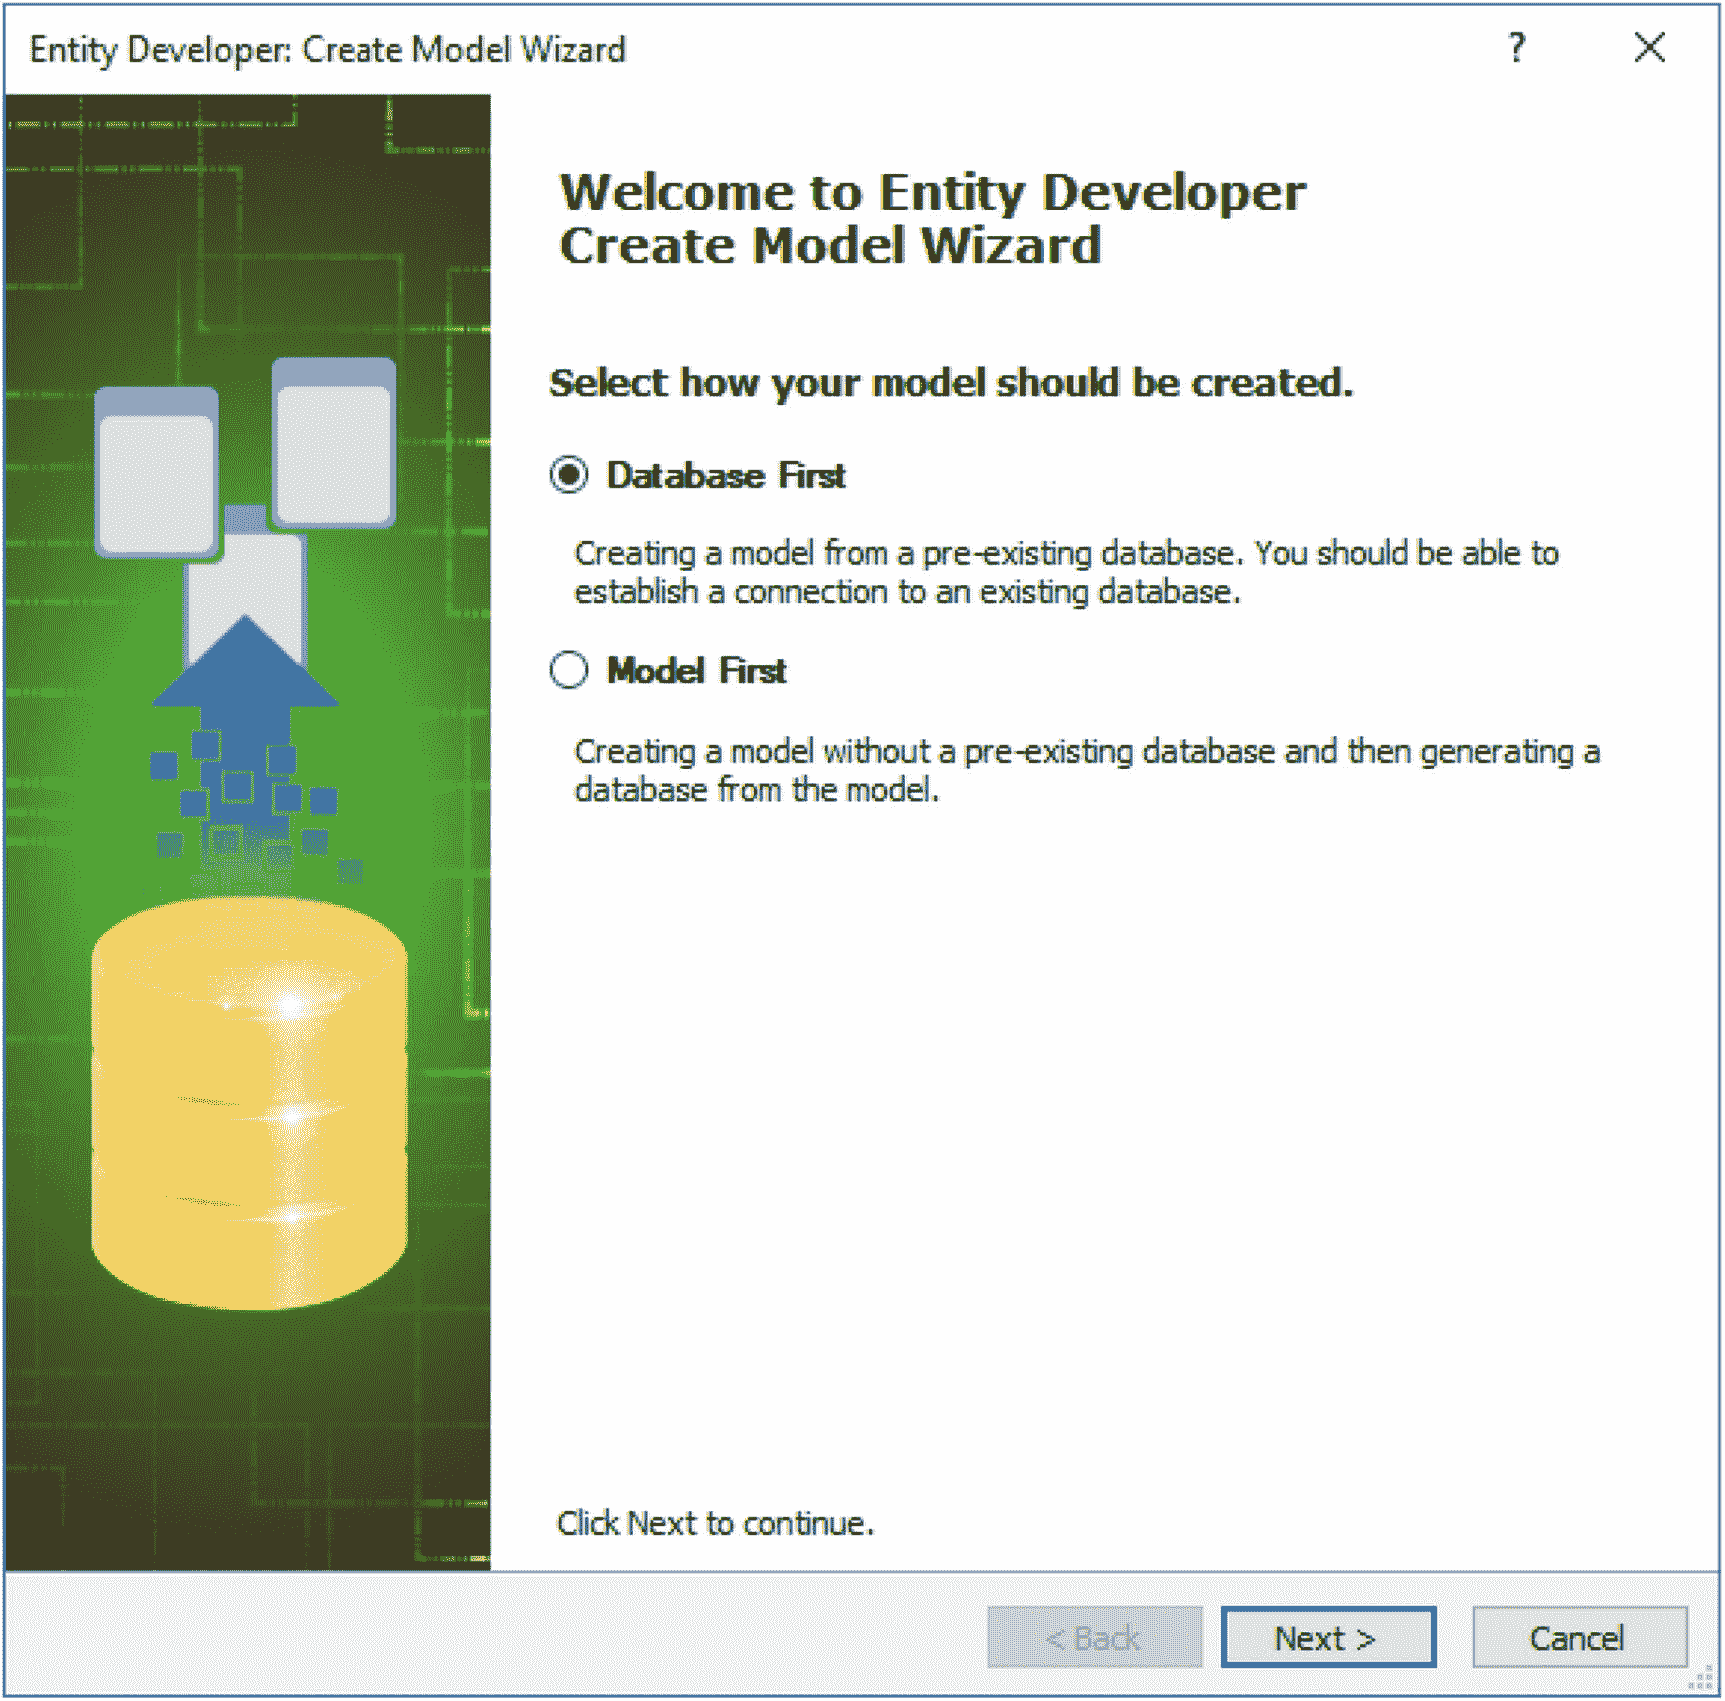 Entity Developer: Create Model Wizard
?
Welcome to Entity Developer
Create Model Wizard
Select how your model should be created.
Database First
Creating a model from a pre-existing database. You should be able to
establish a connection to an existing database.
Model First
Creating a model without a pre-existing database and then generating a
database from the model.
Click Next to continue.
< Back
Next >
Cancel